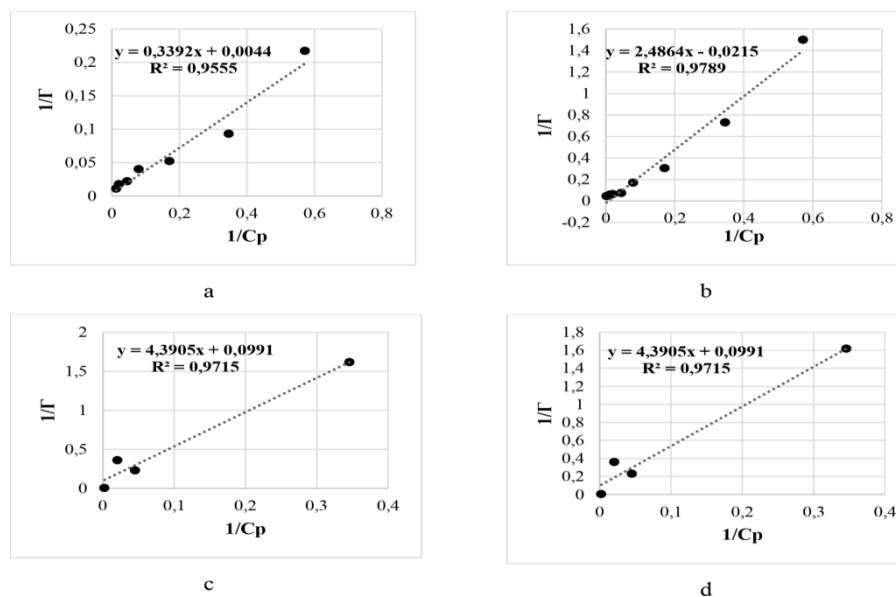 0,25
0,2
0,15
0,1
0,05
0
y = 0,3392x + 0,0044
R² = 0,9555
1/Γ
0 0,2 0,4 0,6 0,8
1/Cp
a
1,6
1,4
1,2
1
0,8
0,6
0,4
0,2
0
-0,2
y = 2,4864x - 0,0215
R² = 0,9789
1/Γ
0 0,2 0,4 0,6 0,8
1/Cp
b
2
1,5
1
0,5
0
y = 4,3905x + 0,0991
R² = 0,9715
1/Γ
0 0,1 0,2 0,3 0,4
1/Cp
c
1,8
1,6
1,4
1,2
1
0,8
0,6
0,4
0,2
0
y = 4,3905x + 0,0991
R² = 0,9715
1/Γ
0 0,1 0,2 0,3 0,4
1/Cp
d